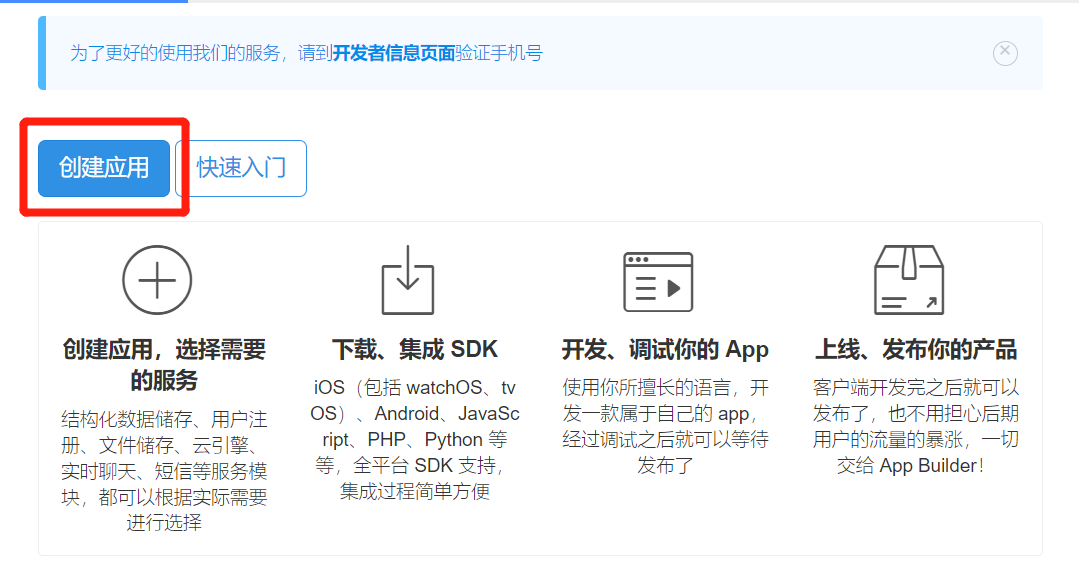 为了更好的使用我们的服务，请到开发者信息页面验证手机号
创建应用
快速入门
创建应用，选择需要
的服务
结构化数据储存、用户注
册、文件储存、云引擎、
实时聊天、短信等服务模
块，都可以根据实际需要
进行选择
下载、集成 SDK
iOS（包括 watchOS、tv
OS）、Android、JavaSc
ript、PHP、Python 等
等，全平台 SDK 支持，
集成过程简单方便
开发、调试你的 App
使用你所擅长的语言，开
发一款属于自己的 app，
经过调试之后就可以等待
发布了
上线、发布你的产品
客户端开发完之后就可以
发布了，也不用担心后期
用户的流量的暴涨，一切
交给 App Builder！